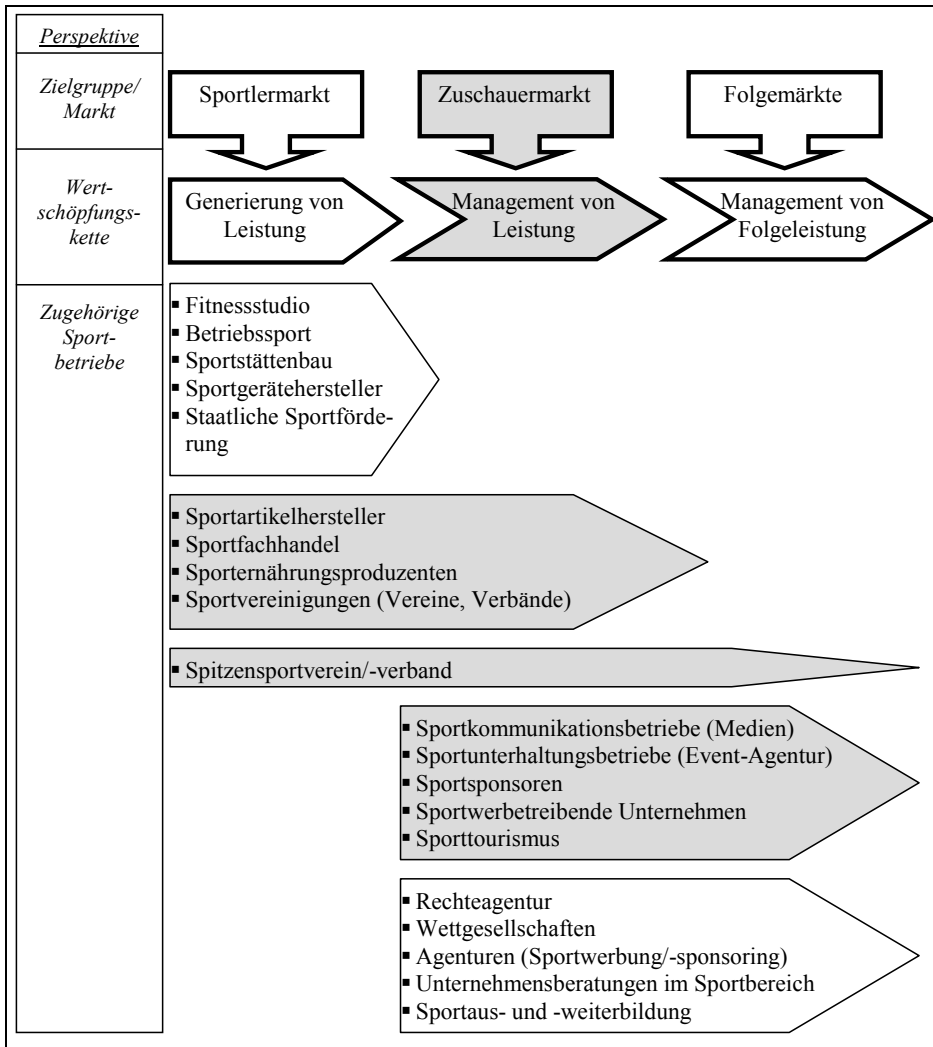 Perspektive
Zielgruppe/
Markt
Sportlermarkt
Zuschauermarkt
Folgemärkte
Wert-
schöpfungs-
kette
Generierung von
Leistung
Management von
Leistung
Management von
Folgeleistung
Zugehörige
Sport-
betriebe
▪ Fitnessstudio
▪ Betriebssport
▪ Sportstättenbau
▪ Sportgerätehersteller
▪ Staatliche Sportförde-
rung
▪ Sportartikelhersteller
▪ Sportfachhandel
▪ Sporternährungsproduzenten
▪ Sportvereinigungen (Vereine, Verbände)
▪ Spitzensportverein/-verband
▪ Sportkommunikationsbetriebe (Medien)
▪ Sportunterhaltungsbetriebe (Event-Agentur)
▪ Sportsponsoren
▪ Sportwerbetreibende Unternehmen
▪ Sporttourismus
▪ Rechteagentur
▪ Wettgesellschaften
▪ Agenturen (Sportwerbung/-sponsoring)
▪ Unternehmensberatungen im Sportbereich
▪ Sportaus- und -weiterbildung